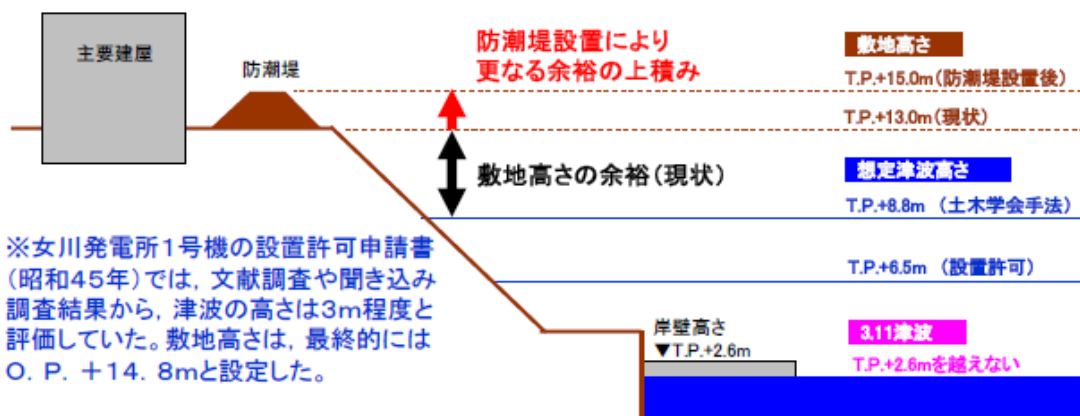 主要建屋
防潮堤
防潮堤設置により
更なる余裕の上積み
敷地高さ
T.P.+15.0m(防潮堤設置後)
T.P.+13.0m(現状)
敷地高さの余裕(現状)
想定津波高さ
T.P.+8.8m (土木学会手法)
T.P.+6.5m (設置許可)
※女川発電所1号機の設置許可申請書
(昭和45年)では,文献調査や聞き込み
調査結果から,津波の高さは3m程度と
評価していた。敷地高さは,最終的には
O.P.+14.8mと設定した。
岸壁高さ
▼T.P.+2.6m
3.11津波
T.P.+2.6mを越えない